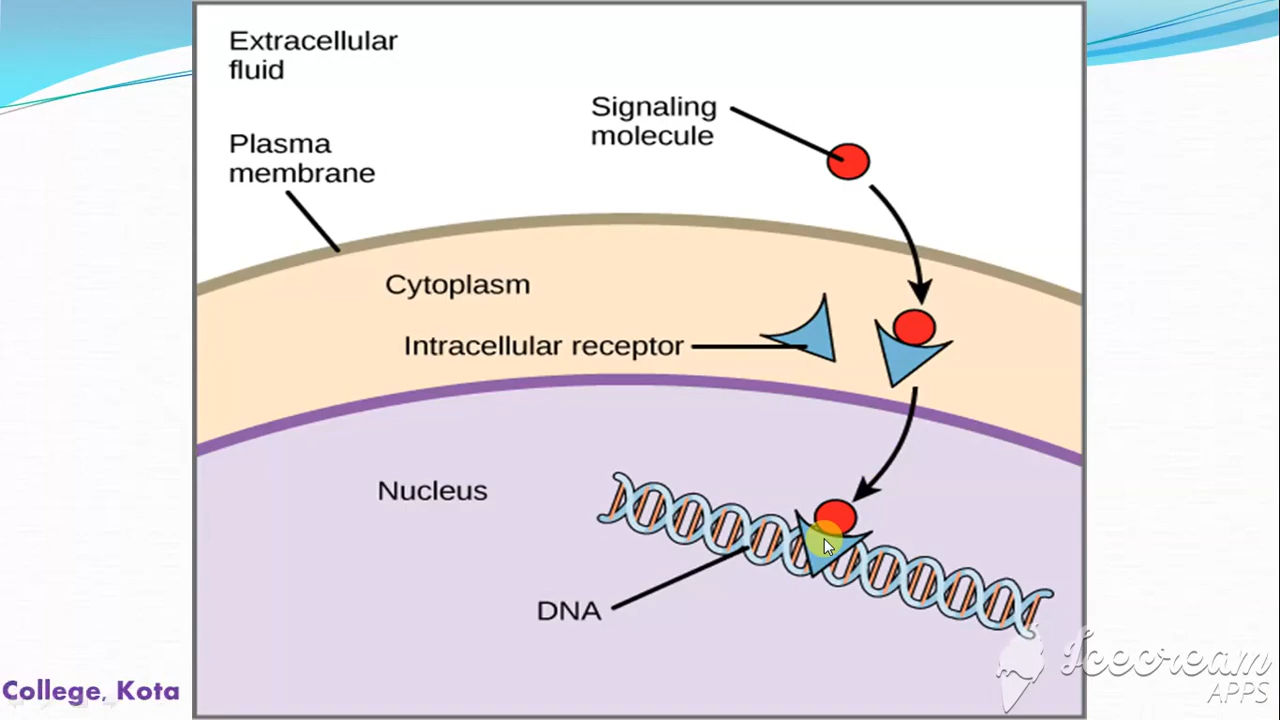 Extracellular
fluid
Signaling
molecule
Plasma
membrane
Cytoplasm
Intracellular receptor
Nucleus
DNA
College, Kota
Icecream
APPS